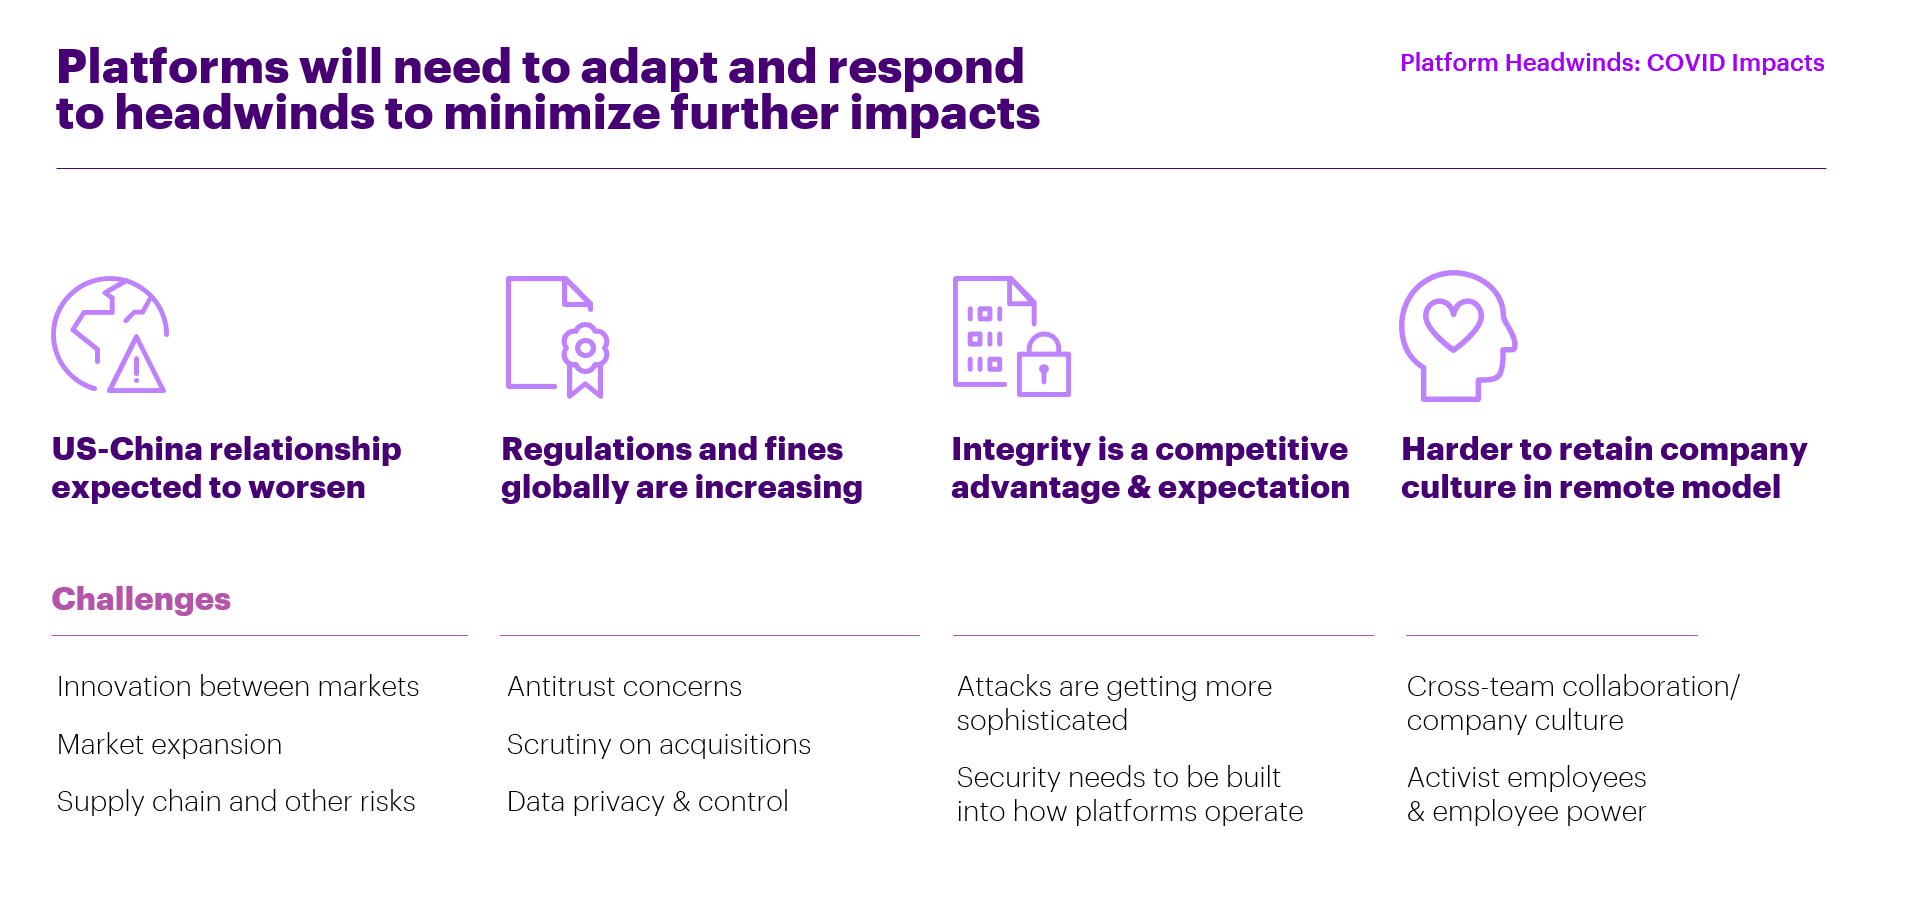 Platforms will need to adapt and respond
to headwinds to minimize further impacts
Platform Headwinds: COVID Impacts
US-China relationship
expected to worsen
Regulations and fines
globally are increasing
Integrity is a competitive
advantage & expectation
Harder to retain company
culture in remote model
Challenges
Innovation between markets
Market expansion
Supply chain and other risks
Antitrust concerns
Scrutiny on acquisitions
Data privacy & control
Attacks are getting more
sophisticated
Security needs to be built
into how platforms operate
Cross-team collaboration/
company culture
Activist employees
& employee power